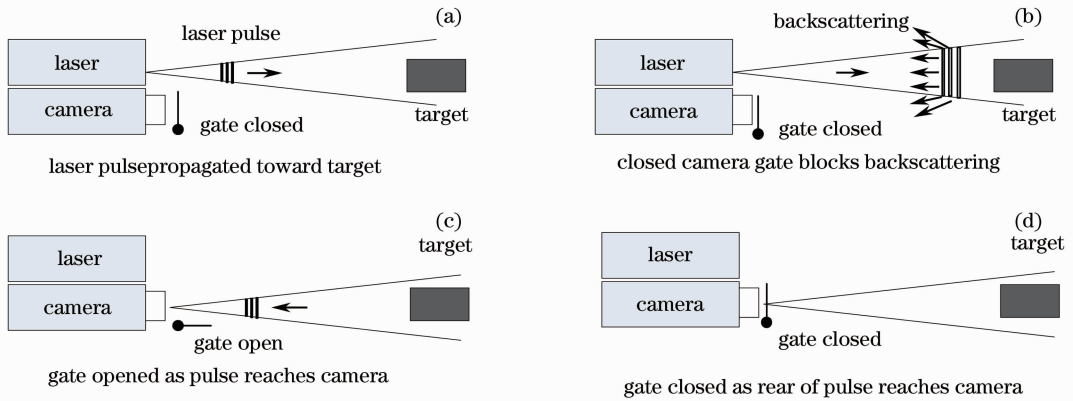 (a)
laser pulse
laser
camera
gate closed
target
laser pulsepropagated toward target
(b)
backscattering
laser
camera
gate closed
target
closed camera gate blocks backscattering
(c)
target
laser
camera
gate open
gate opened as pulse reaches camera
(d)
target
laser
camera
gate closed
gate closed as rear of pulse reaches camera